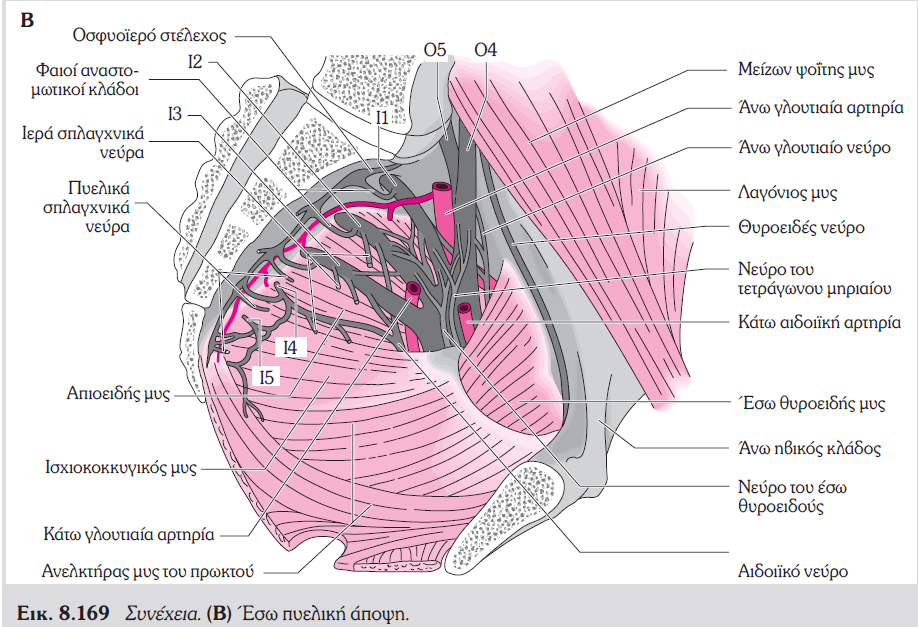 B
Οσφυοϊερό στέλεχος
Φαιοί αναστο-
μωτικοί κλάδοι
Ι2
Ι3
Ιερά σπλαγχνικά
νεύρα
Πυελικά
σπλαγχνικά
νεύρα
Ι1
Ο5
Ο4
Ι4
Ι5
Απιοειδής μυς
Ισχιοκοκκυγικός μυς
Κάτω γλουτιαία αρτηρία
Ανελκτήρας μυς του πρωκτού
Μείζων ψοΐτης μυς
Άνω γλουτιαία αρτηρία
Άνω γλουτιαίο νεύρο
Λαγόνιος μυς
Θυροειδές νεύρο
Νεύρο του
τετράγωνου μηριαίου
Κάτω αιδοιϊκή αρτηρία
Έσω θυροειδής μυς
Άνω ηβικός κλάδος
Νεύρο του έσω
θυροειδούς
Αιδοιϊκό νεύρο
Εικ. 8.169 Συνέχεια. (Β) Έσω πυελική άποψη.